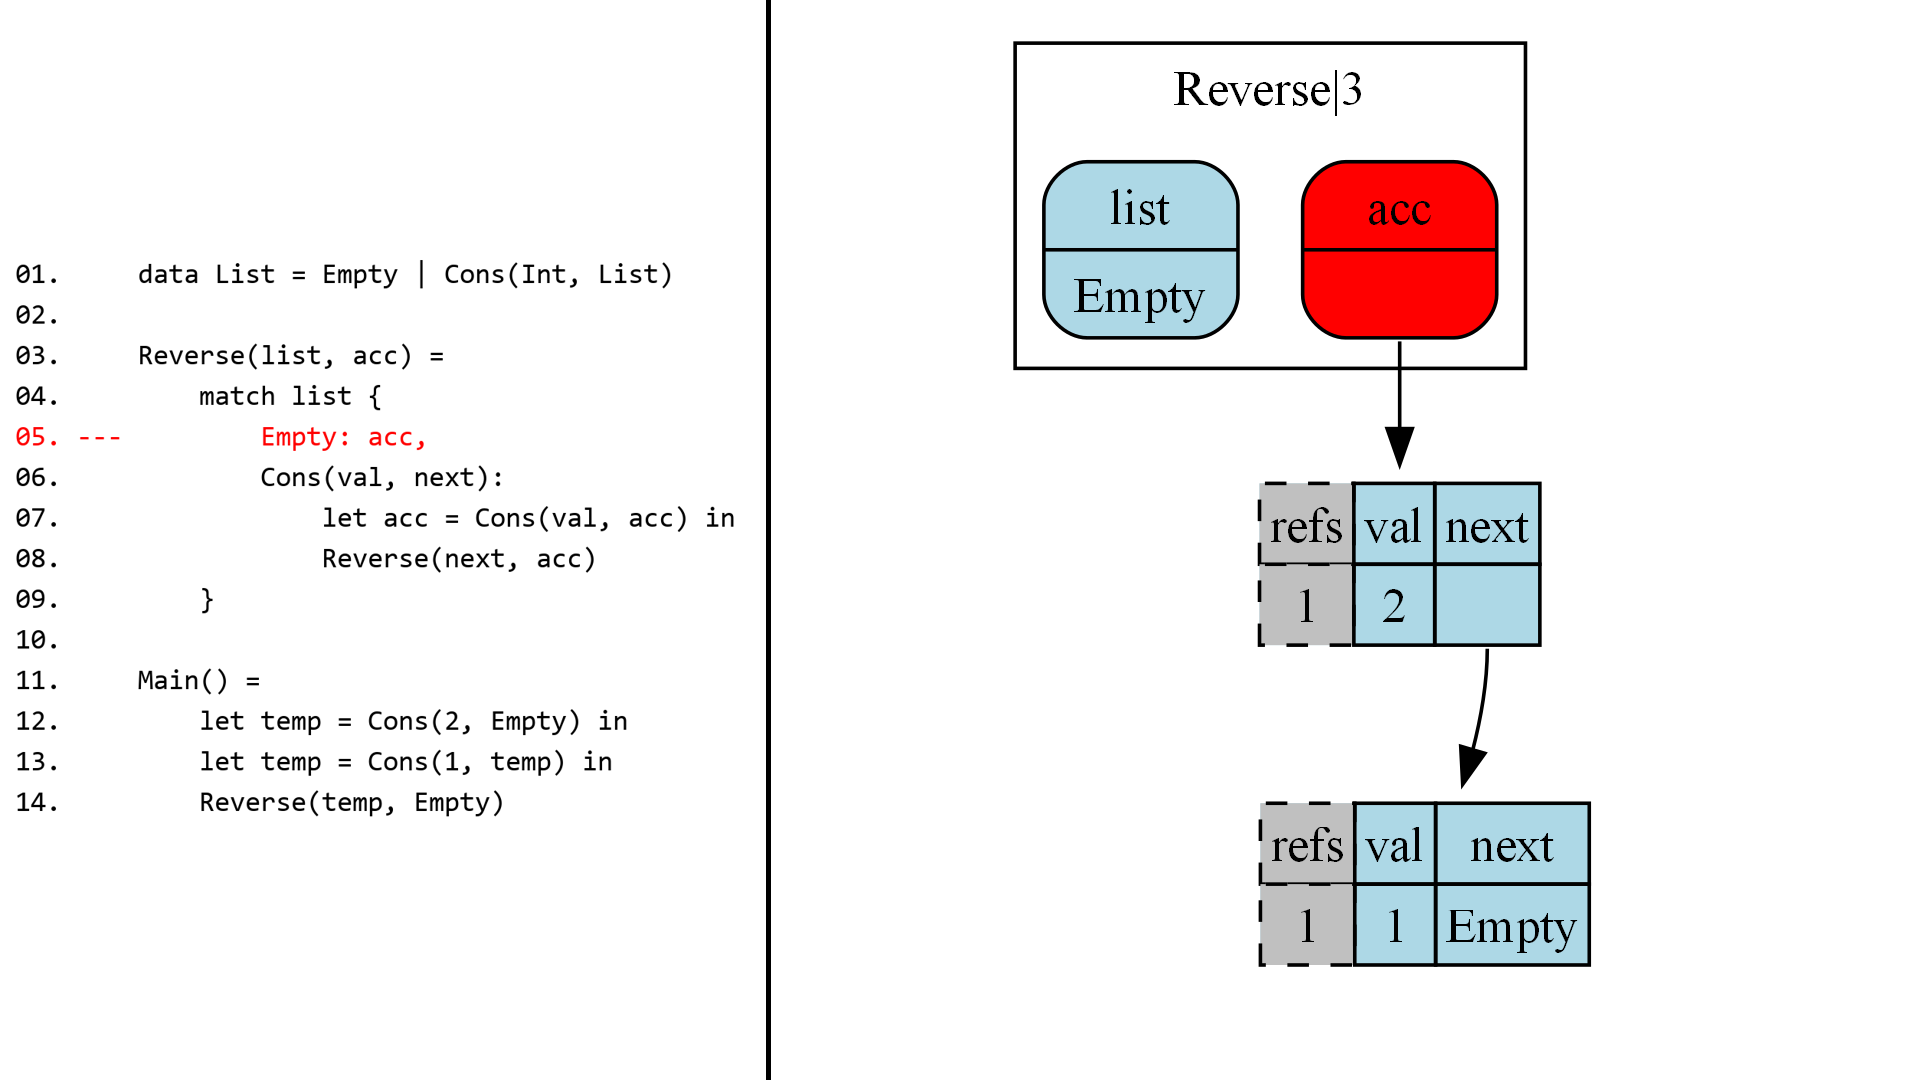 01. data List = Empty | Cons(Int, List)
02.
03. Reverse(list, acc) =
04. match list {
05. --- Empty: acc,
06. Cons(val, next):
07. let acc = Cons(val, acc) in
08. Reverse(next, acc)
09. }
10.
11. Main() =
12. let temp = Cons(2, Empty) in
13. let temp = Cons(1, temp) in
14. Reverse(temp, Empty)
Reverse|3
list acc
Empty
refs val next
1 2
refs val next
1 1 Empty